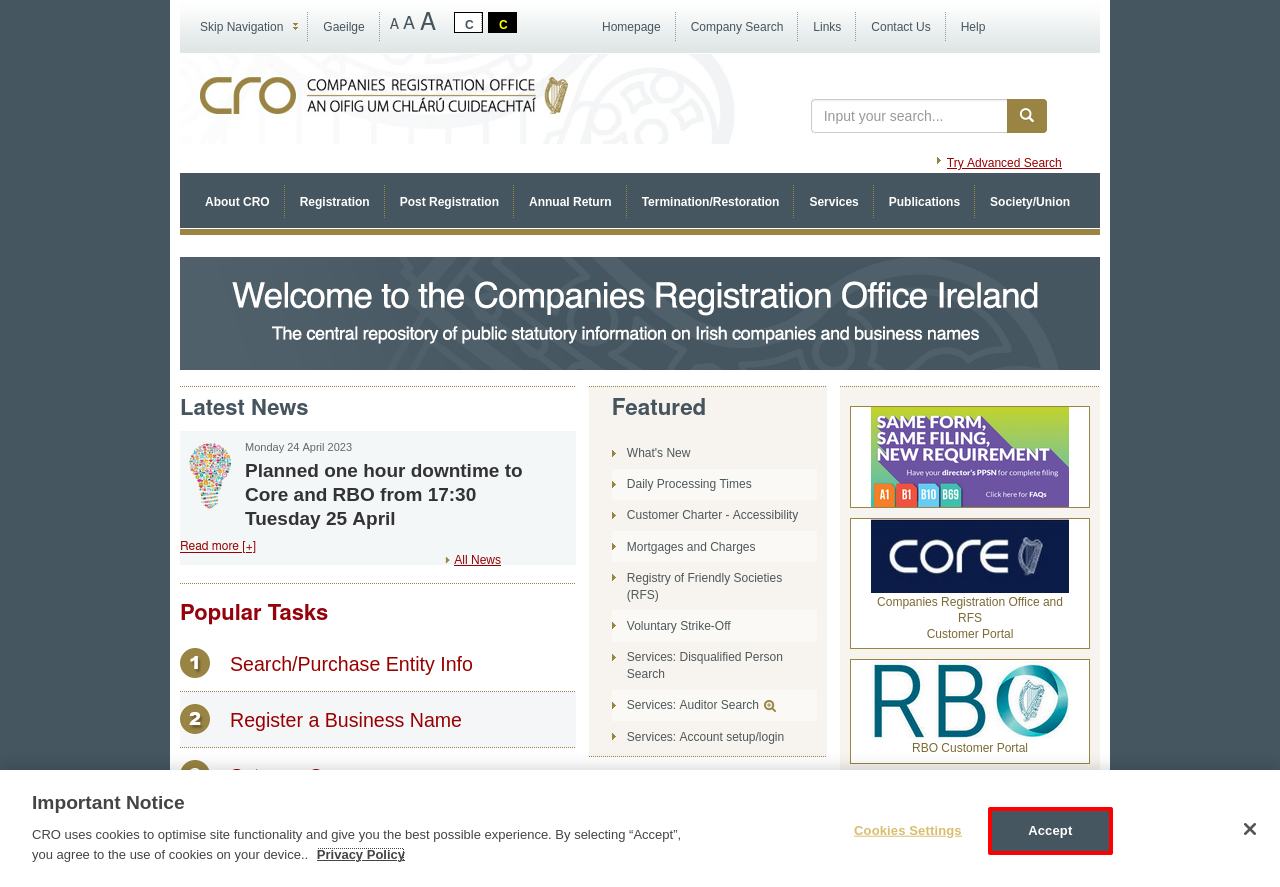 Skip Navigation
Gaeilge
A A A
C
C
Homepage
Company Search
Links
Contact Us
Help
cro COMPANIES REGISTRATION OFFICE
AN OIFIG UM CHLÁRÚ CUIDEACHTAÍ
Input your search...
Try Advanced Search
About CRO
Registration
Post Registration
Annual Return
Termination/Restoration
Services
Publications
Society/Union
Welcome to the Companies Registration Office Ireland
The central repository of public statutory information on Irish companies and business names
Latest News
Monday 24 April 2023
Planned one hour downtime to
Core and RBO from 17:30
Tuesday 25 April
Read more [+]
All News
Popular Tasks
1 Search/Purchase Entity Info
2 Register a Business Name
Featured
What's New
Daily Processing Times
Customer Charter - Accessibility
Mortgages and Charges
Registry of Friendly Societies
(RFS)
Voluntary Strike-Off
Services: Disqualified Person
Search
Services: Auditor Search
Services: Account setup/login
SAME FORM,
SAME FILING,
NEW REQUIREMENT
Have your director's PPSN for complete filing
A1 B1 B10 B69
Click here for FAQs
CORE
Companies Registration Office and
RFS
Customer Portal
RBO
RBO Customer Portal
Important Notice
CRO uses cookies to optimise site functionality and give you the best possible experience. By selecting “Accept”,
you agree to the use of cookies on your device.. Privacy Policy
Cookies Settings
Accept